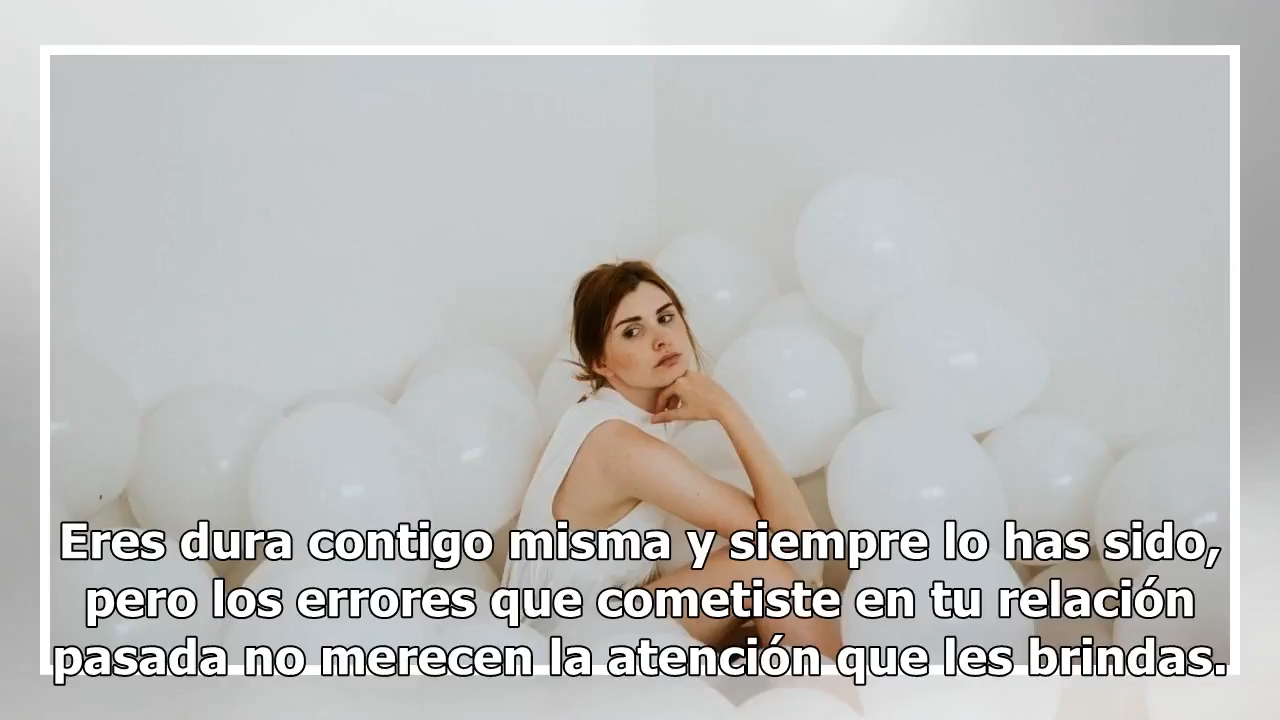 Eres dura contigo misma y siempre lo has sido,
pero los errores que cometiste en tu relación
pasada no merecen la atención que les brindas.